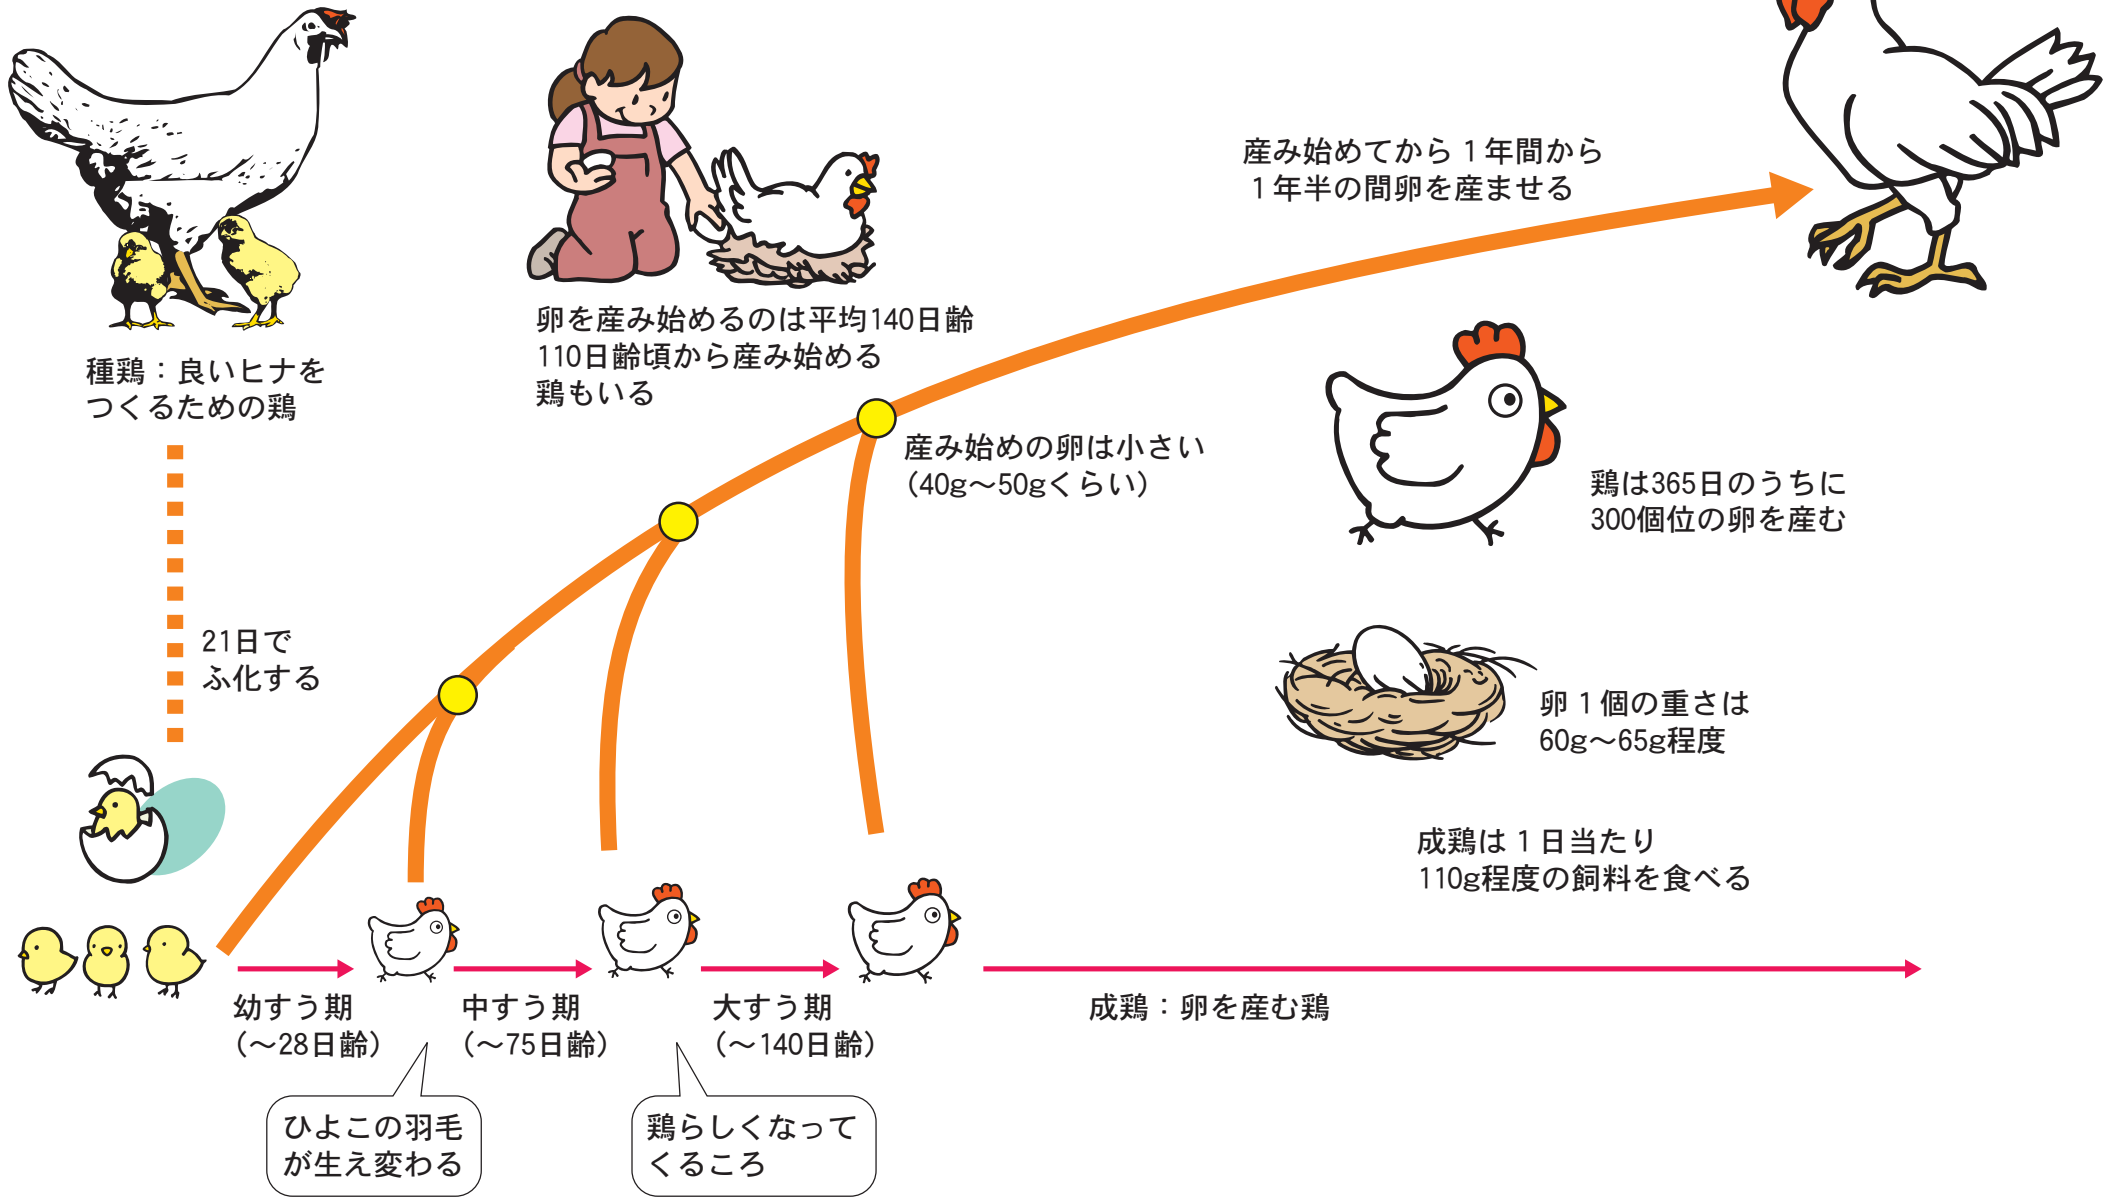 種鶏：良いヒナを
つくるための鶏
21日で
ふ化する
卵を産み始めるのは平均140日齢
110日齢頃から産み始める
鶏もいる
産み始めの卵は小さい
（40g～50gくらい）
産み始めてから１年間から
１年半の間卵を産ませる
鶏は365日のうちに
300個位の卵を産む
卵１個の重さは
60g～65g程度
成鶏は１日当たり
110g程度の飼料を食べる
幼すう期
（～28日齢）
中すう期
（～75日齢）
大すう期
（～140日齢）
成鶏：卵を産む鶏
ひよこの羽毛
が生え変わる
鶏らしくなって
くるころ